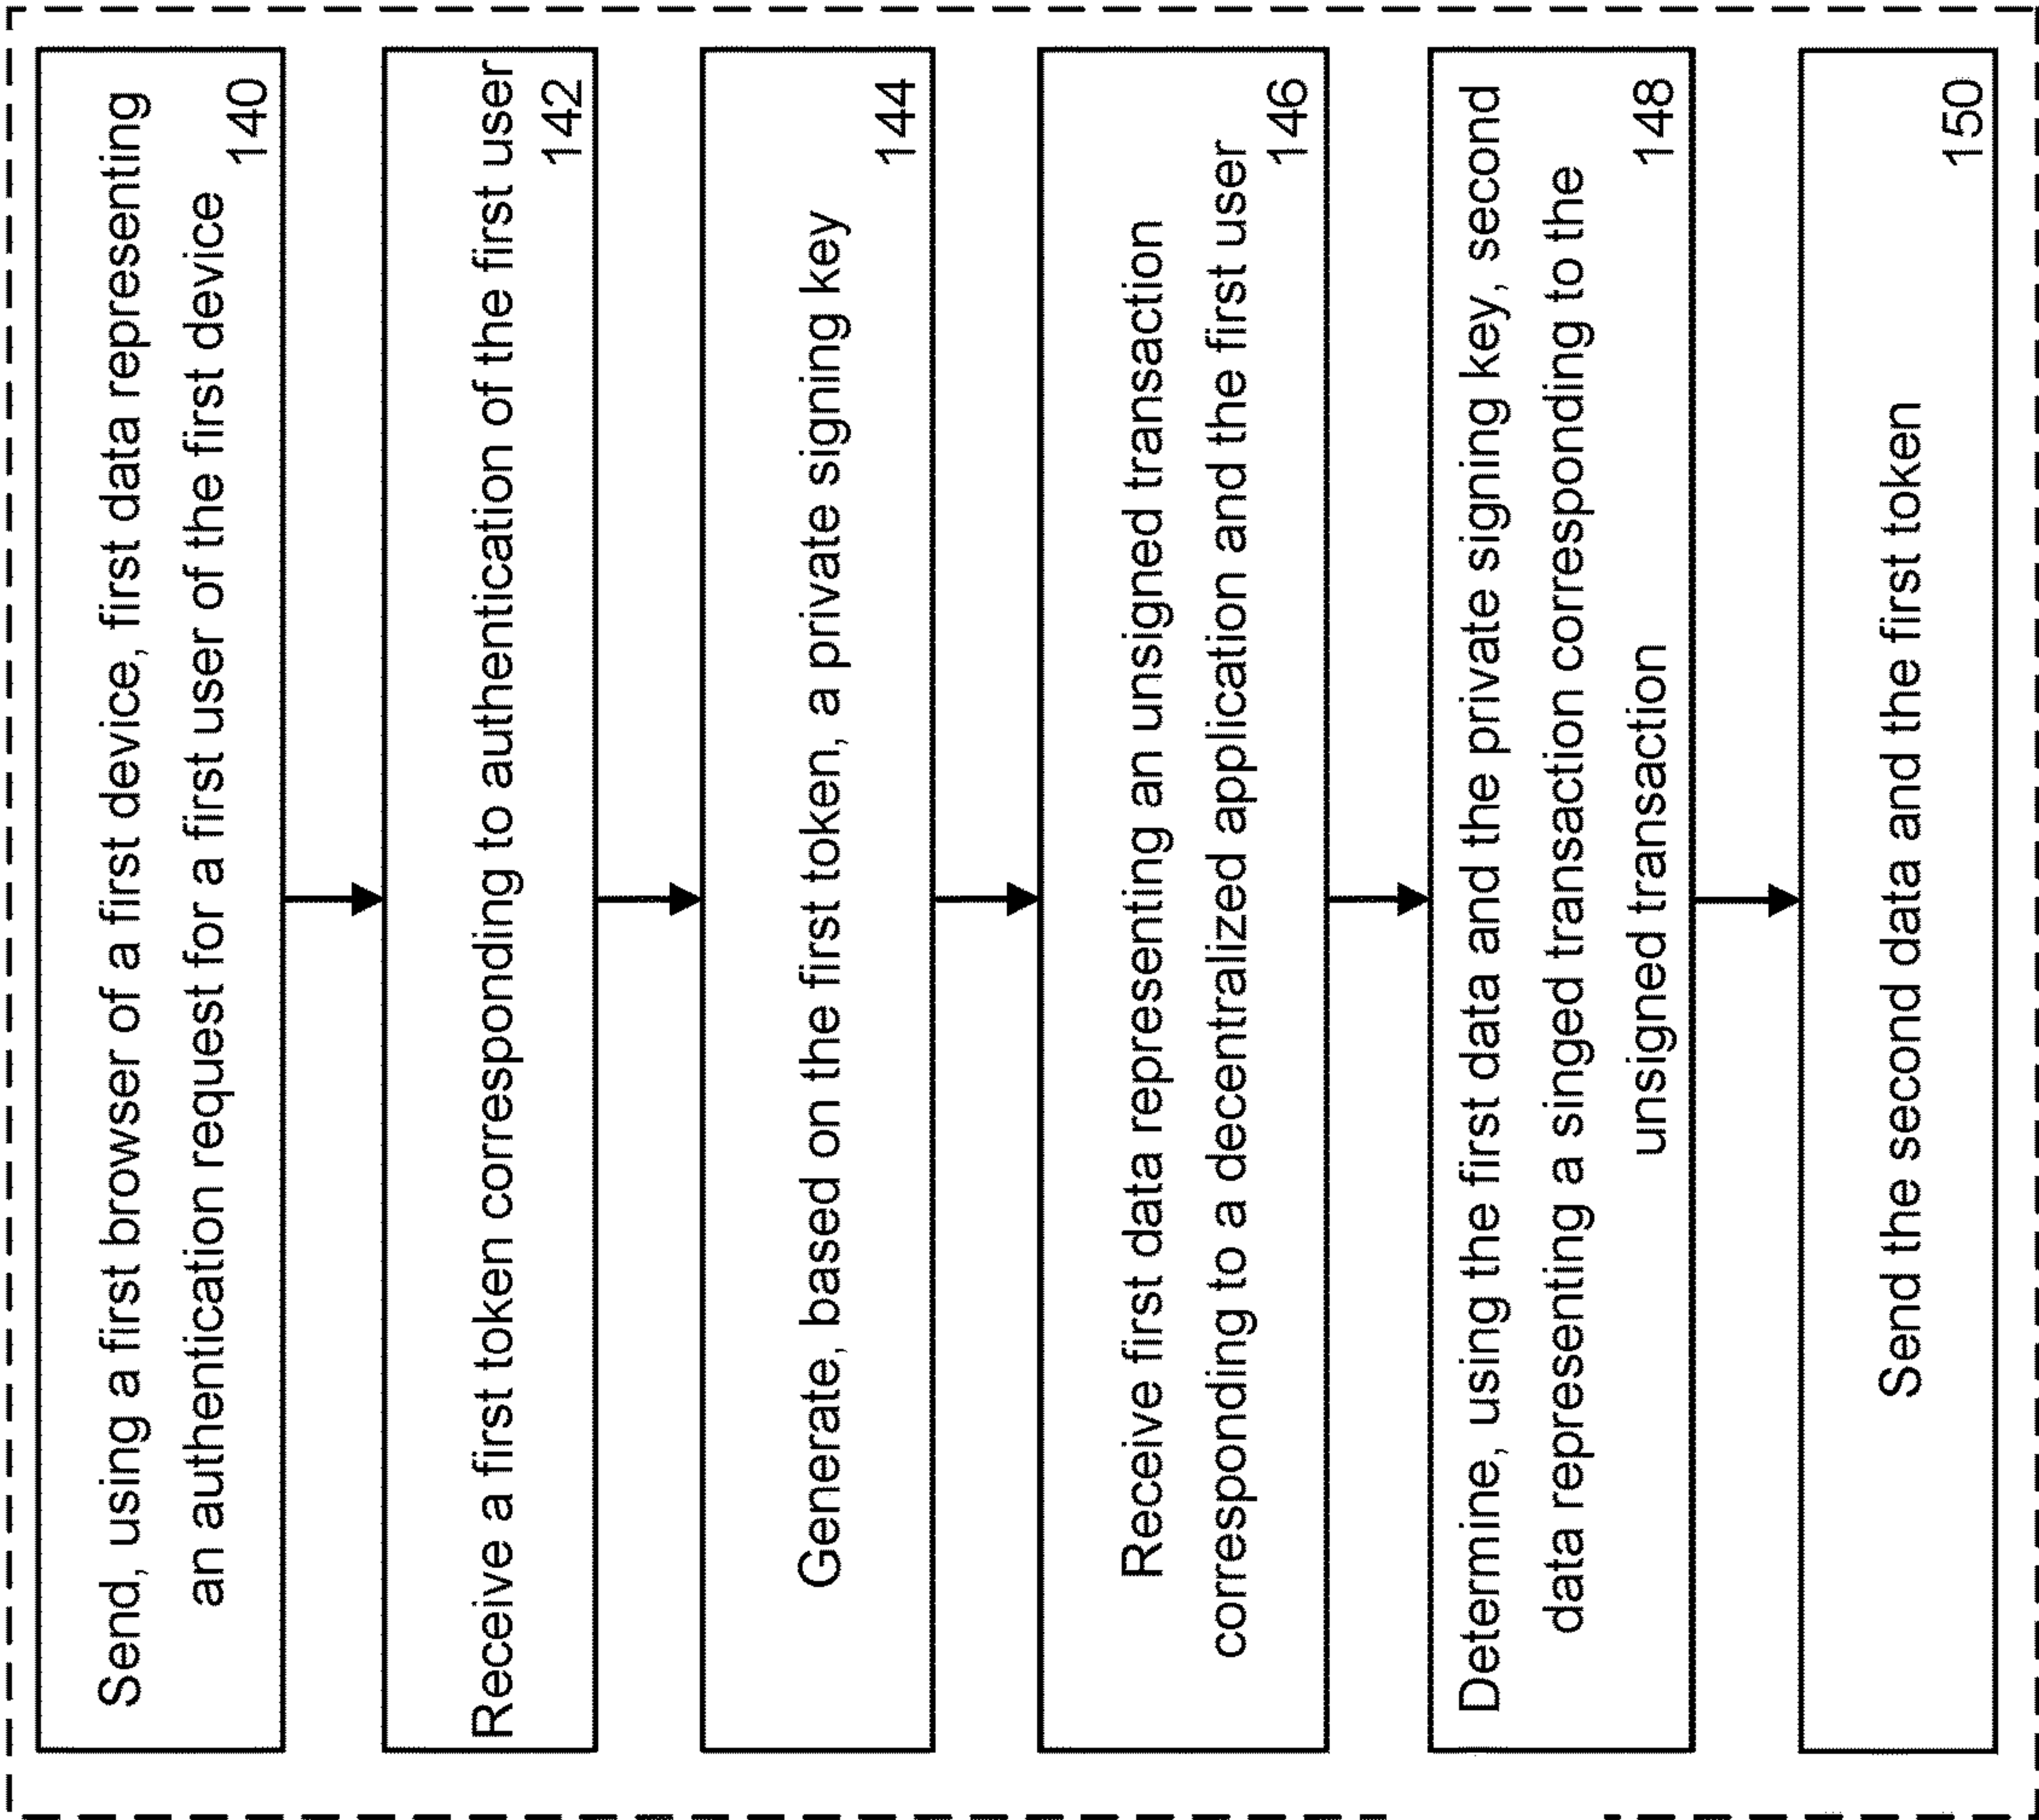 Send, using a first browser of a first device, first data representing
an authentication request for a first user of the first device
140
Receive a first token corresponding to authentication of the first user
142
Generate, based on the first token, a private signing key
144
Receive first data representing an unsigned transaction
corresponding to a decentralized application and the first user
146
Determine, using the first data and the private signing key, second
data representing a singed transaction corresponding to the
unsigned transaction
148
Send the second data and the first token
150